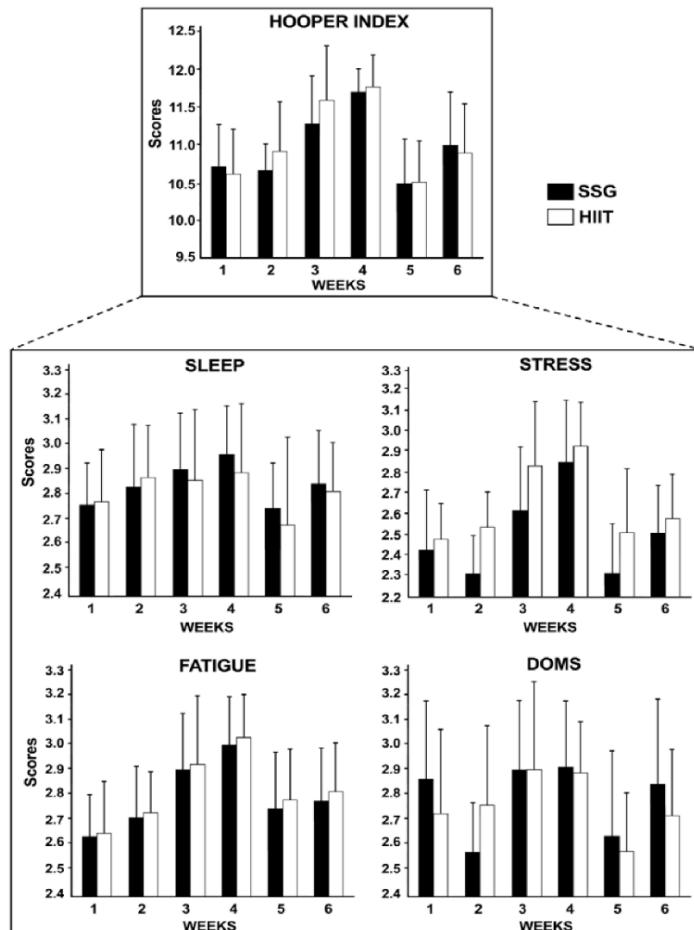 HOOPER INDEX
12.5
12.0
11.5
11.0
10.5
10.0
9.5
Scores
1 2 3 4 5 6
WEEKS
SSG
HIIT
SLEEP
3.3
3.2
3.1
3.0
2.9
2.8
2.7
2.6
2.5
2.4
Scores
1 2 3 4 5 6
WEEKS
STRESS
3.3
3.2
3.1
3.0
2.9
2.8
2.7
2.6
2.5
2.4
2.3
2.2
1 2 3 4 5 6
WEEKS
FATIGUE
3.3
3.2
3.1
3.0
2.9
2.8
2.7
2.6
2.5
2.4
Scores
1 2 3 4 5 6
WEEKS
DOMS
3.3
3.2
3.1
3.0
2.9
2.8
2.7
2.6
2.5
2.4
1 2 3 4 5 6
WEEKS